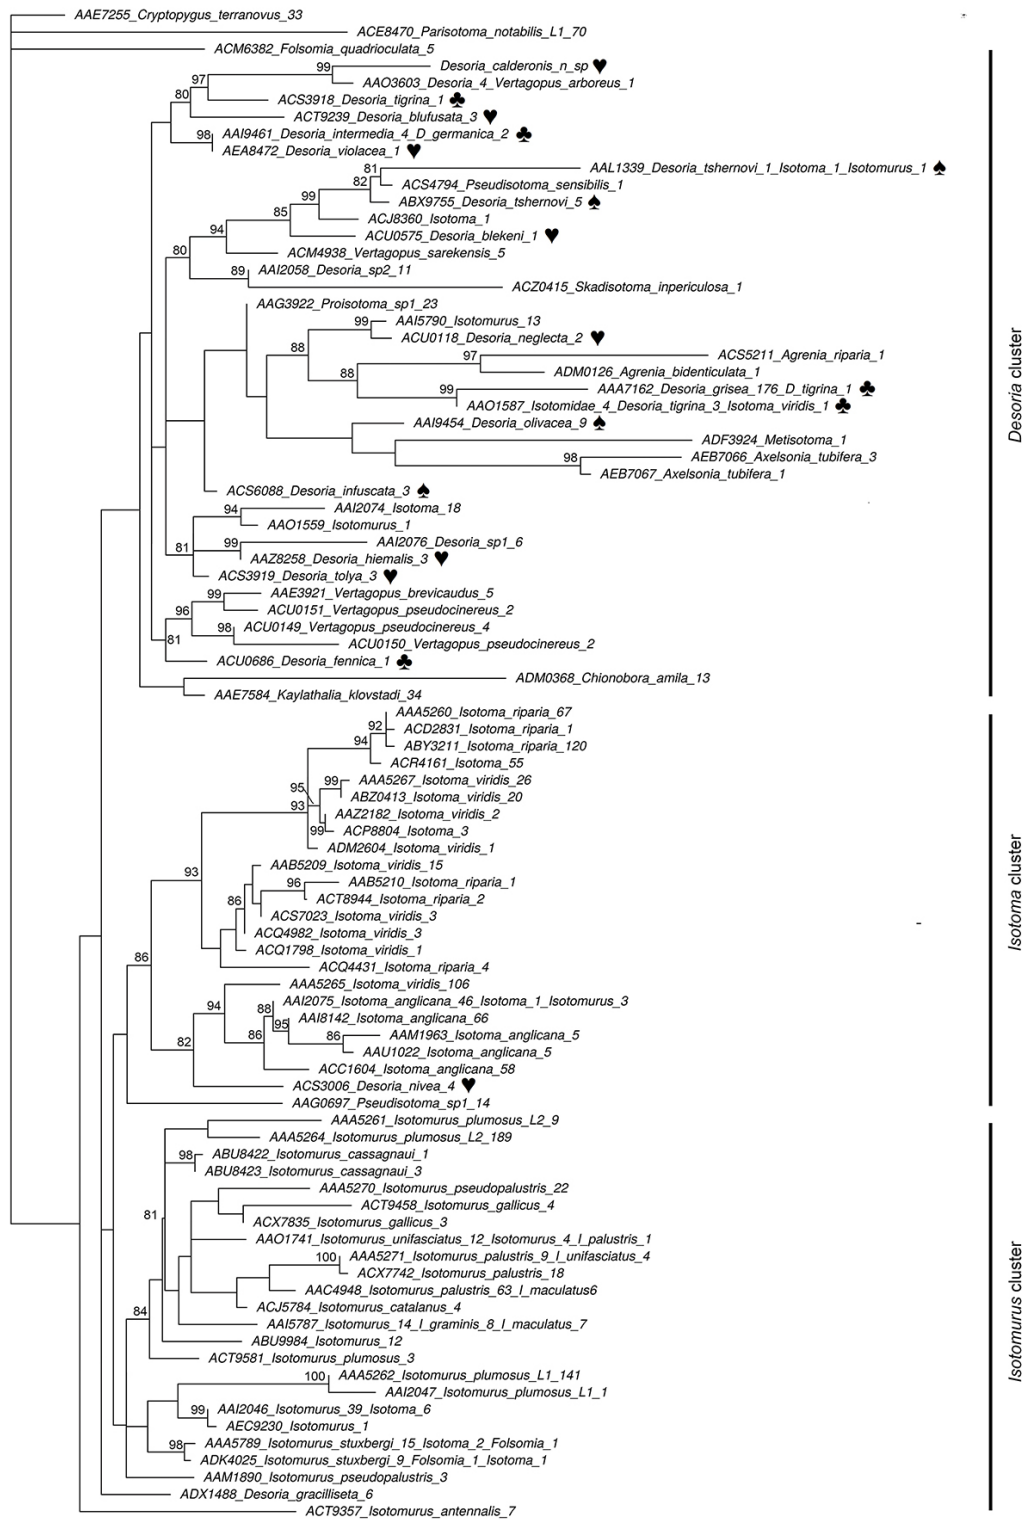 AAE7255_Cryptopygus_terranovus_33
ACE8470_Parisotoma_notabilis_L1_70
ACM6382_Folsomia_quadrioculata_5
99 Desoria_calderonis_n_sp ♥
97 AAO3603_Desoria_4_Vertagopus_arboreus_1
80 ACS3918_Desoria_tigrina_1 ♣
ACT9239_Desoria_blufusata_3 ♥
98 AAI9461_Desoria_intermedia_4_D_germanica_2 ♣
AEA8472_Desoria_violacea_1 ♥
81 AAL1339_Desoria_tshernovi_1_Isotoma_1_Isotomurus_1 ♠
82 ACS4794_Pseudisotoma_sensibilis_1
99 ABX9755_Desoria_tshernovi_5 ♠
85 ACJ8360_Isotoma_1
94 ACU0575_Desoria_blekeni_1 ♥
80 ACM4938_Vertagopus_sarekensis_5
89 AAI2058_Desoria_sp2_11
ACZ0415_Skadisotoma_inpericulosa_1
AAG3922_Proisotoma_sp1_23
99 AAI5790_Isotomurus_13
88 ACU0118_Desoria_neglecta_2 ♥
97 ACS5211_Agrenia_riparia_1
88 ADM0126_Agrenia_bidenticulata_1
99 AAA7162_Desoria_grisea_176_D_tigrina_1 ♣
AAO1587_Isotomidae_4_Desoria_tigrina_3_Isotoma_viridis_1 ♣
AAI9454_Desoria_olivacea_9 ♠
ADF3924_Metisotoma_1
98 AEB7066_Axelsonia_tubifera_3
AEB7067_Axelsonia_tubifera_1
ACS6088_Desoria_infuscata_3 ♠
94 AAI2074_Isotoma_18
AAO1559_Isotomurus_1
81 99 AAI2076_Desoria_sp1_6
AAZ8258_Desoria_hiemalis_3 ♥
ACS3919_Desoria_tolya_3 ♥
99 AAE3921_Vertagopus_brevicaudus_5
96 ACU0151_Vertagopus_pseudocinereus_2
98 ACU0149_Vertagopus_pseudocinereus_4
81 ACU0150_Vertagopus_pseudocinereus_2
ACU0686_Desoria_fennica_1 ♣
ADM0368_Chionobora_amila_13
AAE7584_Kaylathalia_klovstadi_34
Desoria cluster
AAA5260_Isotoma_riparia_67
92 ACD2831_Isotoma_riparia_1
94 ABY3211_Isotoma_riparia_120
ACR4161_Isotoma_55
99 AAA5267_Isotoma_viridis_26
95 ABZ0413_Isotoma_viridis_20
93 AAZ2182_Isotoma_viridis_2
99 ACP8804_Isotoma_3
ADM2604_Isotoma_viridis_1
93 AAB5209_Isotoma_viridis_15
96 AAB5210_Isotoma_riparia_1
86 ACT8944_Isotoma_riparia_2
ACS7023_Isotoma_viridis_3
ACQ4982_Isotoma_viridis_3
ACQ1798_Isotoma_viridis_1
86 ACQ4431_Isotoma_riparia_4
AAA5265_Isotoma_viridis_106
94 88 AAI2075_Isotoma_anglicana_46_Isotoma_1_Isotomurus_3
95 AAI8142_Isotoma_anglicana_66
82 86 86 AAM1963_Isotoma_anglicana_5
AAU1022_Isotoma_anglicana_5
ACC1604_Isotoma_anglicana_58
ACS3006_Desoria_nivea_4 ♥
AAG0697_Pseudisotoma_sp1_14
Isotoma cluster
AAA5261_Isotomurus_plumosus_L2_9
AAA5264_Isotomurus_plumosus_L2_189
98 ABU8422_Isotomurus_cassagnaui_1
ABU8423_Isotomurus_cassagnaui_3
AAA5270_Isotomurus_pseudopalustris_22
81 ACT9458_Isotomurus_gallicus_4
ACX7835_Isotomurus_gallicus_3
AAO1741_Isotomurus_unifasciatus_12_Isotomurus_4_I_palustris_1
100 AAA5271_Isotomurus_palustris_9_I_unifasciatus_4
ACX7742_Isotomurus_palustris_18
AAC4948_Isotomurus_palustris_63_I_maculatus6
84 ACJ5784_Isotomurus_catalanus_4
AAI5787_Isotomurus_14_I_graminis_8_I_maculatus_7
ABU9984_Isotomurus_12
ACT9581_Isotomurus_plumosus_3
100 AAA5262_Isotomurus_plumosus_L1_141
AAI2047_Isotomurus_plumosus_L1_1
99 AAI2046_Isotomurus_39_Isotoma_6
AEC9230_Isotomurus_1
98 AAA5789_Isotomurus_stuxbergi_15_Isotoma_2_Folsomia_1
ADK4025_Isotomurus_stuxbergi_9_Folsomia_1_Isotoma_1
AAM1890_Isotomurus_pseudopalustris_3
ADX1488_Desoria_gracilliseta_6
ACT9357_Isotomurus_antennalis_7
Isotomurus cluster